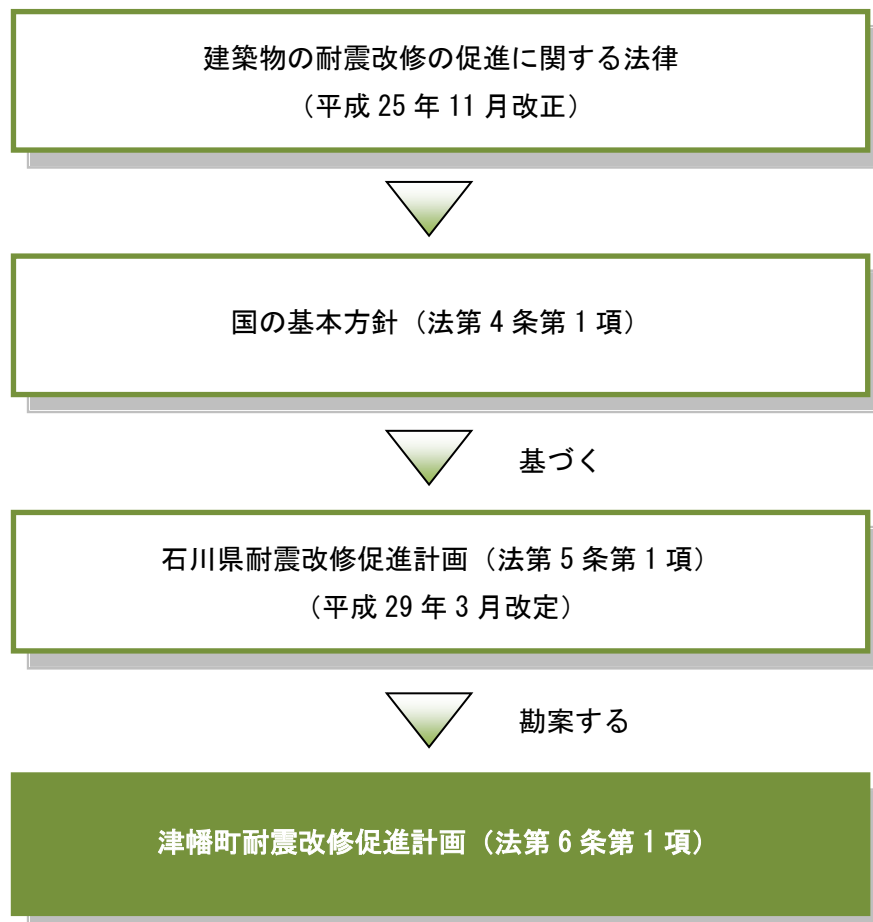 建築物の耐震改修の促進に関する法律
（平成 25 年 11 月改正）
国の基本方針（法第 4 条第 1 項）
基づく
石川県耐震改修促進計画（法第 5 条第 1 項）
（平成 29 年 3 月改定）
勘案する
津幡町耐震改修促進計画（法第 6 条第 1 項）